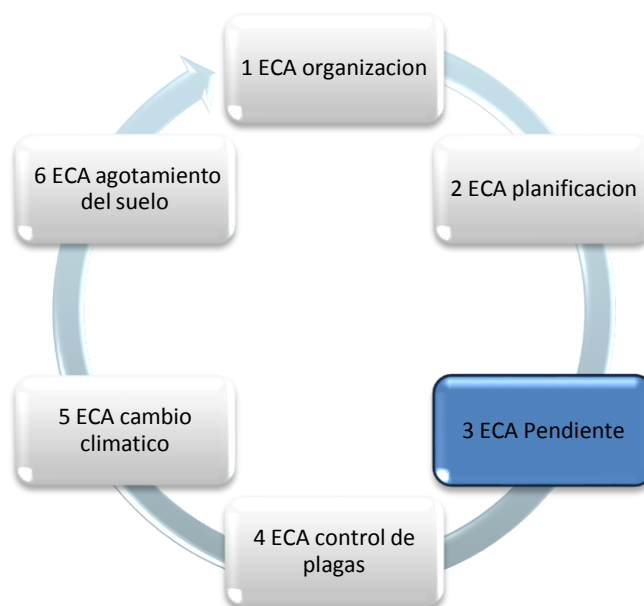 1 ECA organizacion
2 ECA planificacion
3 ECA Pendiente
4 ECA control de
plagas
5 ECA cambio
climatico
6 ECA agotamiento
del suelo